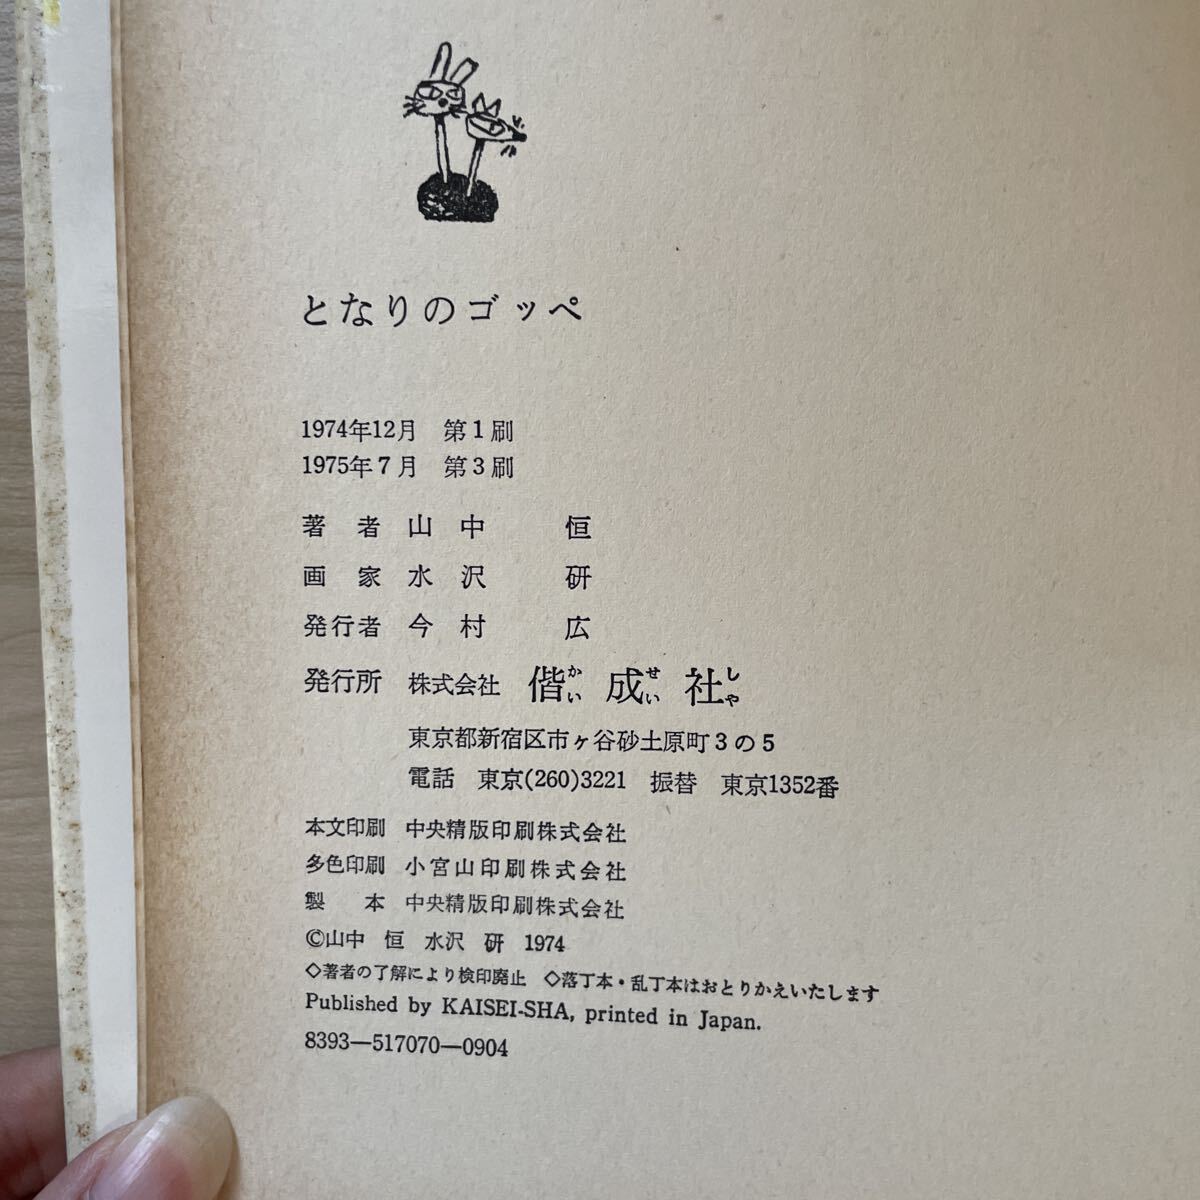 となりのゴッペ
1974年12月 第1刷
1975年7月 第3刷
著 者 山中 恒
画 家 水沢 研
発行者 今村 広
発行所 株式会社 偕成社
かい せい しや
東京都新宿区市ヶ谷砂土原町3の5
電話 東京(260)3221 振替 東京1352番
本文印刷 中央精版印刷株式会社
多色印刷 小宮山印刷株式会社
製 本 中央精版印刷株式会社
©山中 恒 水沢 研 1974
◇著者の了解により検印廃止 ◇落丁本・乱丁本はおとりかえいたします
Published by KAISEI-SHA, printed in Japan.
8393―517070―0904